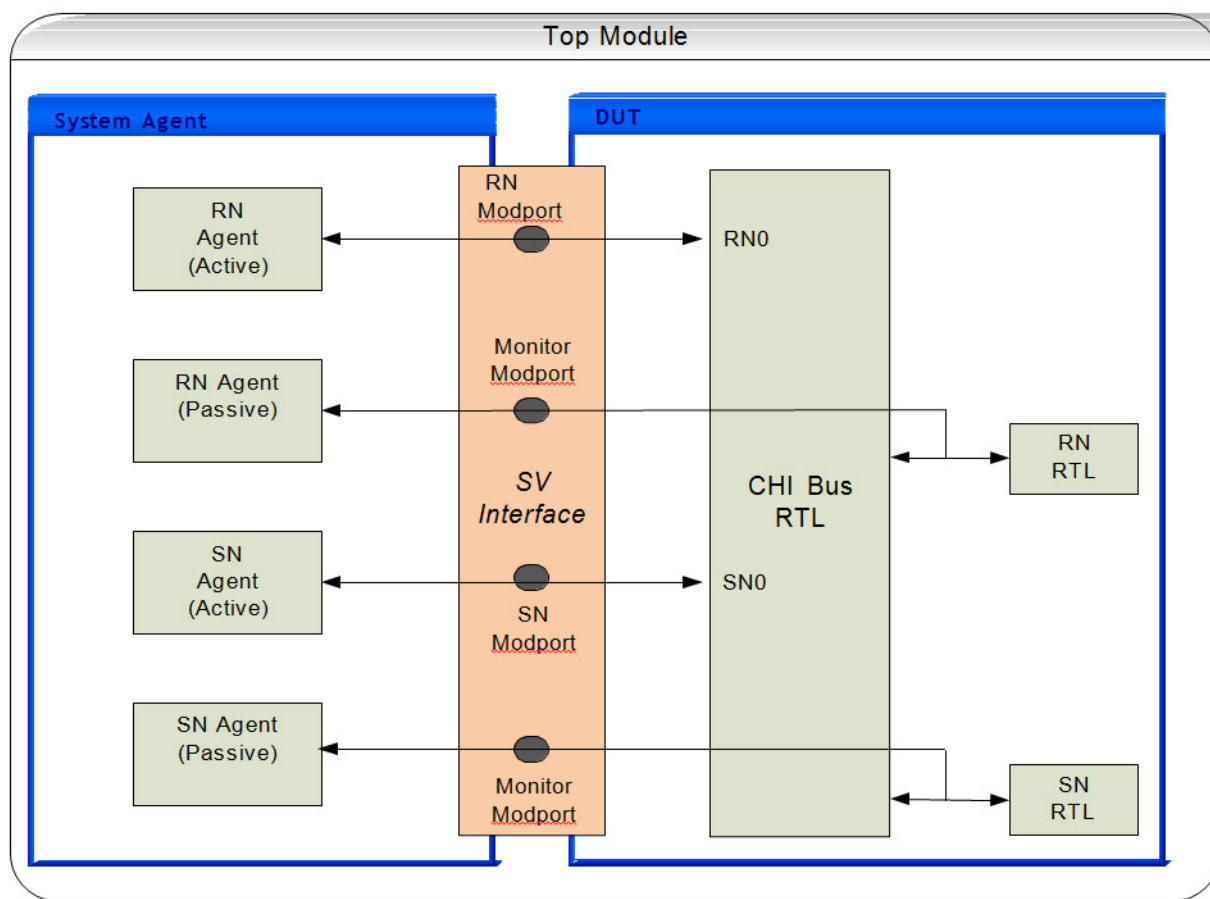 Top Module
System Agent
DUT
RN
Agent
(Active)
RN
Modport
RN0
RN Agent
(Passive)
Monitor
Modport
RN
RTL
SV
Interface
CHI Bus
RTL
SN
Agent
(Active)
SN0
SN
Modport
SN Agent
(Passive)
Monitor
Modport
SN
RTL